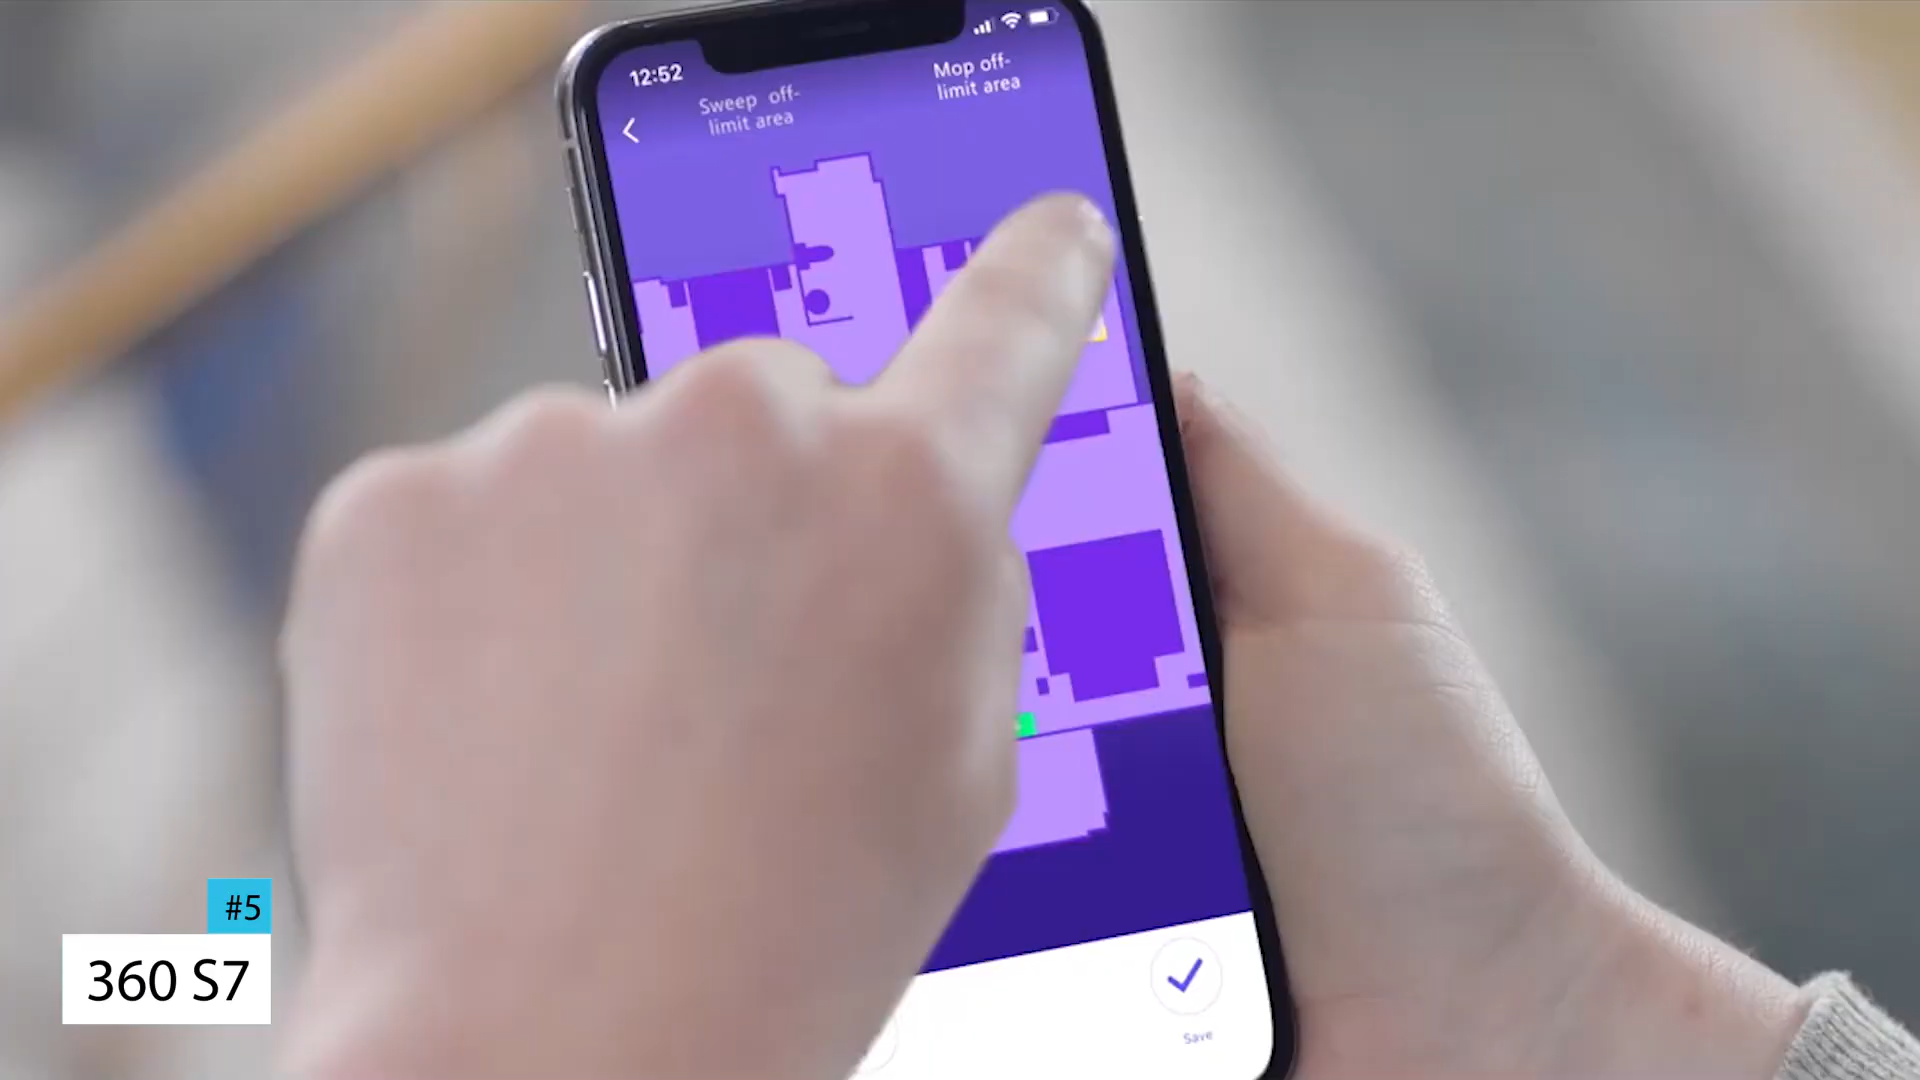 12:52
Sweep off-
limit area
Mop off-
limit area
Save
#5
360 S7